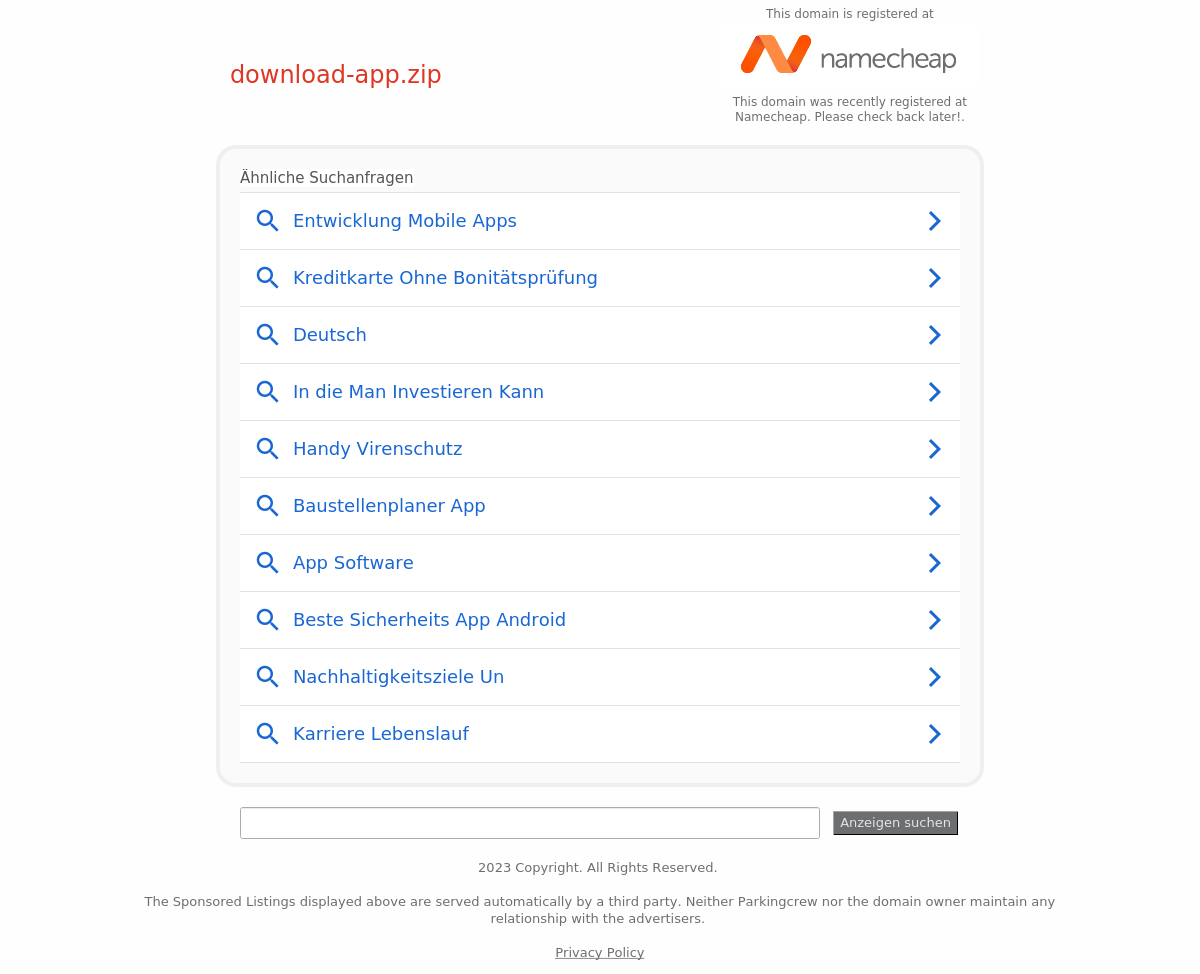 This domain is registered at
namecheap
download-app.zip
This domain was recently registered at
Namecheap. Please check back later!.
Ähnliche Suchanfragen
Entwicklung Mobile Apps
Kreditkarte Ohne Bonitätsprüfung
Deutsch
In die Man Investieren Kann
Handy Virenschutz
Baustellenplaner App
App Software
Beste Sicherheits App Android
Nachhaltigkeitsziele Un
Karriere Lebenslauf
Anzeigen suchen
2023 Copyright. All Rights Reserved.
The Sponsored Listings displayed above are served automatically by a third party. Neither Parkingcrew nor the domain owner maintain any
relationship with the advertisers.
Privacy Policy